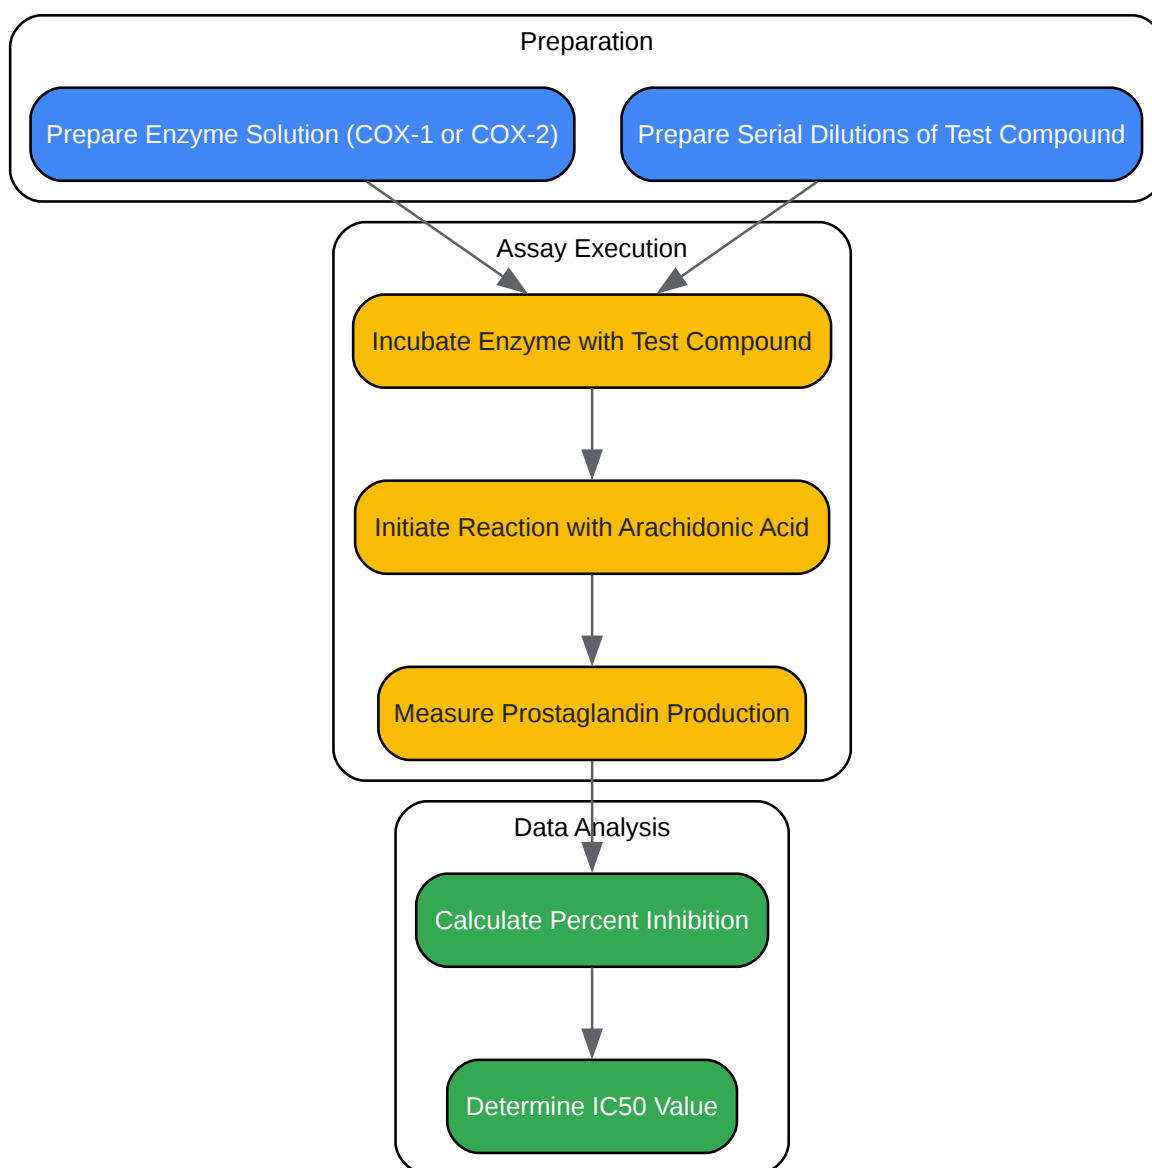 Preparation
Prepare Enzyme Solution (COX-1 or COX-2)
Prepare Serial Dilutions of Test Compound
Assay Execution
Incubate Enzyme with Test Compound
Initiate Reaction with Arachidonic Acid
Measure Prostaglandin Production
Data Analysis
Calculate Percent Inhibition
Determine IC50 Value